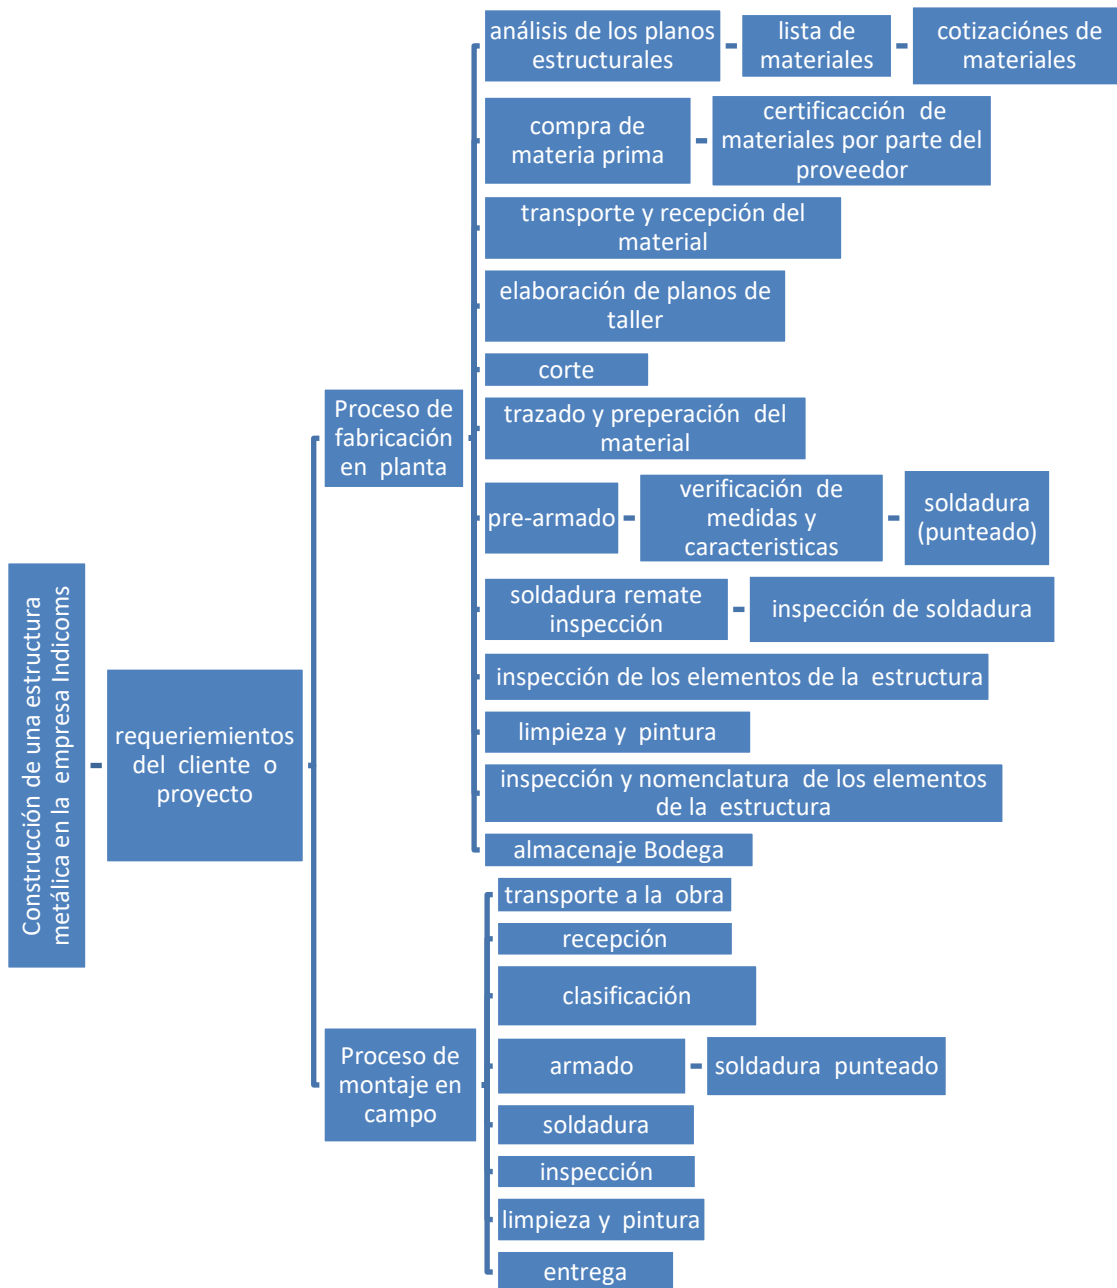 Construcción de una estructura
metálica en la  empresa Indicoms
requeriemientos
del  cliente  o
proyecto
Proceso de
fabricación
en  planta
análisis de los planos
estructurales
lista de
materiales
cotizaciónes de
materiales
compra de
materia prima
certificacción  de
materiales por parte del
proveedor
transporte y recepción del
material
elaboración de planos de
taller
corte
trazado y preperación  del
material
pre-armado
verificación  de
medidas y
caracteristicas
soldadura
(punteado)
soldadura remate
inspección
inspección de soldadura
inspección de los elementos de la  estructura
limpieza y  pintura
inspección y nomenclatura  de los elementos
de la  estructura
almacenaje Bodega
Proceso de
montaje en
campo
transporte a la  obra
recepción
clasificación
armado
soldadura  punteado
soldadura
inspección
limpieza y  pintura
entrega